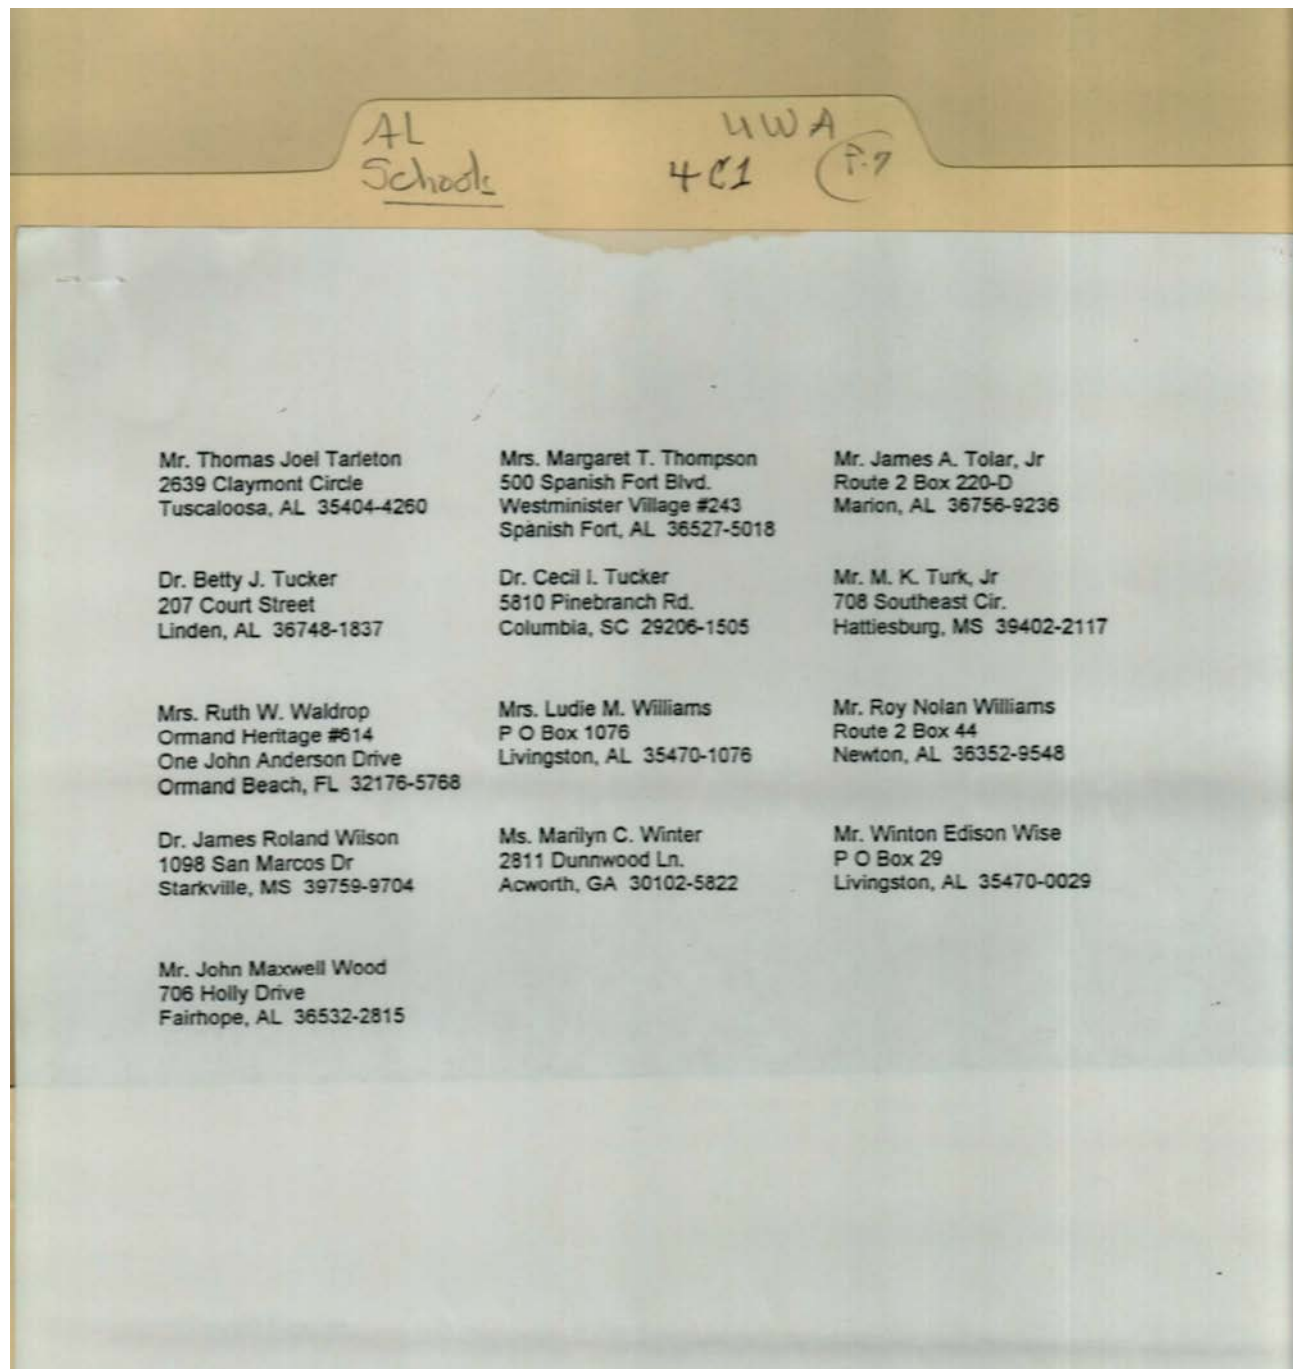 AL
Schools
UWA
4C1
P.7
Mr. Thomas Joel Tarleton
2639 Claymont Circle
Tuscaloosa, AL 35404-4260
Mrs. Margaret T. Thompson
500 Spanish Fort Blvd.
Westminister Village #243
Spanish Fort, AL 36527-5018
Mr. James A. Tolar, Jr
Route 2 Box 220-D
Marion, AL 36756-9236
Dr. Betty J. Tucker
207 Court Street
Linden, AL 36748-1837
Dr. Cecil I. Tucker
5810 Pinebranch Rd.
Columbia, SC 29206-1505
Mr. M. K. Turk, Jr
708 Southeast Cir.
Hattiesburg, MS 39402-2117
Mrs. Ruth W. Waldrop
Ormand Heritage #614
One John Anderson Drive
Ormand Beach, FL 32176-5768
Mrs. Ludie M. Williams
P O Box 1076
Livingston, AL 35470-1076
Mr. Roy Nolan Williams
Route 2 Box 44
Newton, AL 36352-9548
Dr. James Roland Wilson
1098 San Marcos Dr
Starkville, MS 39759-9704
Ms. Marilyn C. Winter
2811 Dunnwood Ln.
Acworth, GA 30102-5822
Mr. Winton Edison Wise
P O Box 29
Livingston, AL 35470-0029
Mr. John Maxwell Wood
706 Holly Drive
Fairhope, AL 36532-2815